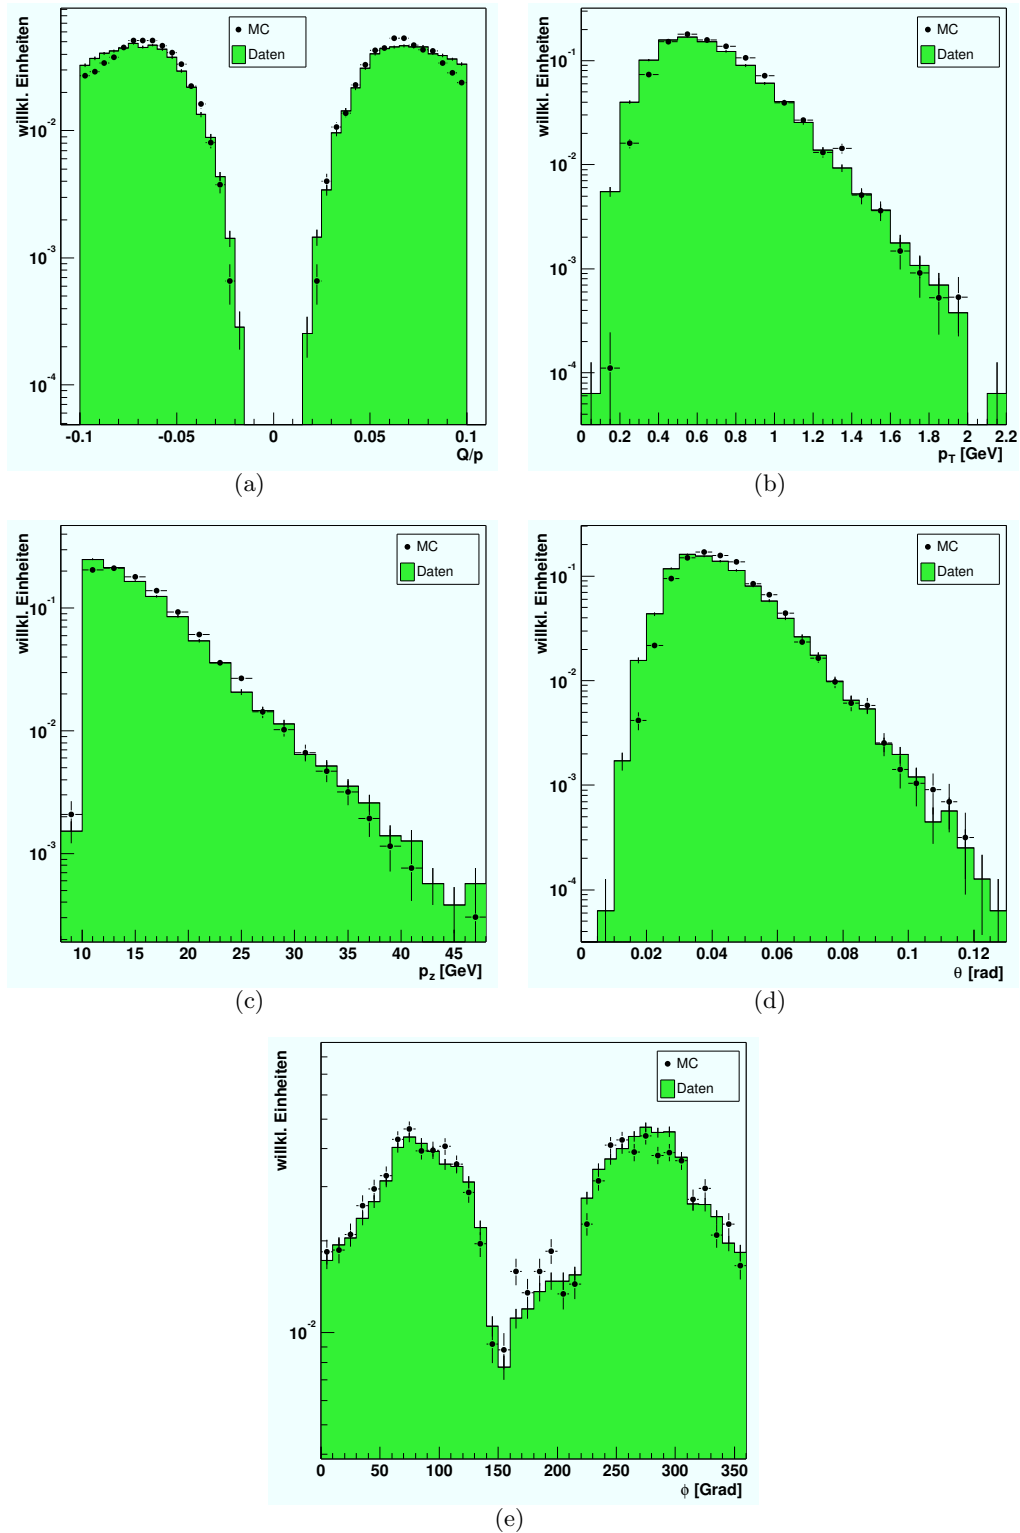 willkl. Einheiten
MC
Daten
10⁻²
10⁻³
10⁻⁴
-0.1 -0.05 0 0.05 0.1
Q/p
(a)
willkl. Einheiten
MC
Daten
10⁻¹
10⁻²
10⁻³
10⁻⁴
0 0.2 0.4 0.6 0.8 1 1.2 1.4 1.6 1.8 2 2.2
p_T [GeV]
(b)
willkl. Einheiten
MC
Daten
10⁻¹
10⁻²
10⁻³
10 15 20 25 30 35 40 45
p_z [GeV]
(c)
willkl. Einheiten
MC
Daten
10⁻¹
10⁻²
10⁻³
10⁻⁴
0 0.02 0.04 0.06 0.08 0.1 0.12
θ [rad]
(d)
willkl. Einheiten
MC
Daten
10⁻²
0 50 100 150 200 250 300 350
ϕ [Grad]
(e)